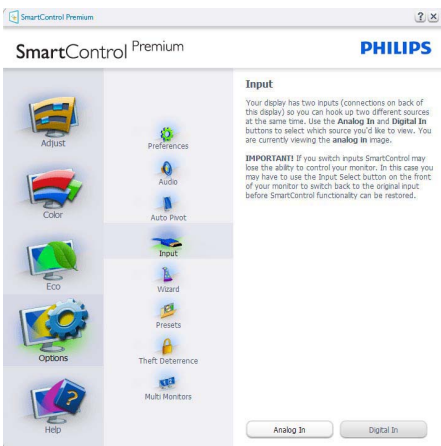 SmartControl Premium
? x
SmartControl Premium
PHILIPS
Adjust
Color
Eco
Options
Help
Preferences
Audio
Auto Pivot
Input
Wizard
Presets
Theft Deterrence
Multi Monitors
Input
Your display has two inputs (connections on back of
this display) so you can hook up two different sources
at the same time. Use the Analog In and Digital In
buttons to select which source you'd like to view. You
are currently viewing the analog in image.
IMPORTANT! If you switch inputs SmartControl may
lose the ability to control your monitor. In this case you
may have to use the Input Select button on the front
of your monitor to switch back to the original input
before SmartControl functionality can be restored.
Analog In
Digital In